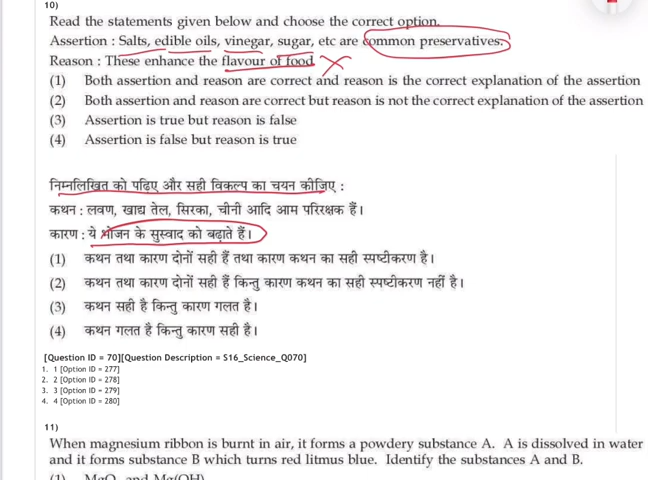 10)
Read the statements given below and choose the correct option.
Assertion : Salts, edible oils, vinegar, sugar, etc are common preservatives.
Reason : These enhance the flavour of food.
(1) Both assertion and reason are correct and reason is the correct explanation of the assertion
(2) Both assertion and reason are correct but reason is not the correct explanation of the assertion
(3) Assertion is true but reason is false
(4) Assertion is false but reason is true
निम्नलिखित को पढ़िए और सही विकल्प का चयन कीजिए :
कथन : लवण, खाद्य तेल, सिरका, चीनी आदि आम परिरक्षक हैं।
कारण : ये भोजन के सुस्वाद को बढ़ाते हैं।
(1) कथन तथा कारण दोनों सही हैं तथा कारण कथन का सही स्पष्टीकरण है।
(2) कथन तथा कारण दोनों सही हैं किन्तु कारण कथन का सही स्पष्टीकरण नहीं है।
(3) कथन सही है किन्तु कारण गलत है।
(4) कथन गलत है किन्तु कारण सही है।
[Question ID = 70][Question Description = S16_Science_Q070]
1. 1 [Option ID = 277]
2. 2 [Option ID = 278]
3. 3 [Option ID = 279]
4. 4 [Option ID = 280]
11)
When magnesium ribbon is burnt in air, it forms a powdery substance A. A is dissolved in water
and it forms substance B which turns red litmus blue. Identify the substances A and B.
(1) MgO and Mg(OH)